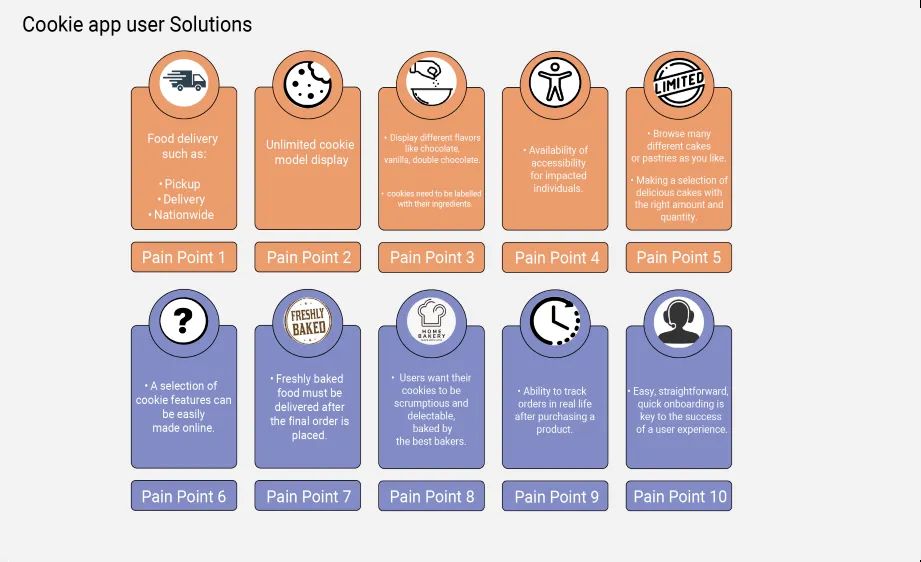 Cookie app user Solutions
Food delivery
such as:
• Pickup
• Delivery
• Nationwide
Pain Point 1
Unlimited cookie
model display
Pain Point 2
• Display different flavors
like chocolate,
vanilla, double chocolate.
• cookies need to be labelled
with their ingredients.
Pain Point 3
• Availability of
accessibility
for impacted
individuals.
Pain Point 4
LIMITED
• Browse many
different cakes
or pastries as you like.
• Making a selection of
delicious cakes with
the right amount and
quantity.
Pain Point 5
?
• A selection of
cookie features can
be easily
made online.
Pain Point 6
FRESHLY
BAKED
• Freshly baked
food must be
delivered after
the final order is
placed.
Pain Point 7
HOME
BAKERY
• Users want their
cookies to be
scrumptious and
delectable,
baked by
the best bakers.
Pain Point 8
• Ability to track
orders in real life
after purchasing a
product.
Pain Point 9
• Easy, straightforward,
quick onboarding is
key to the success
of a user experience.
Pain Point 10